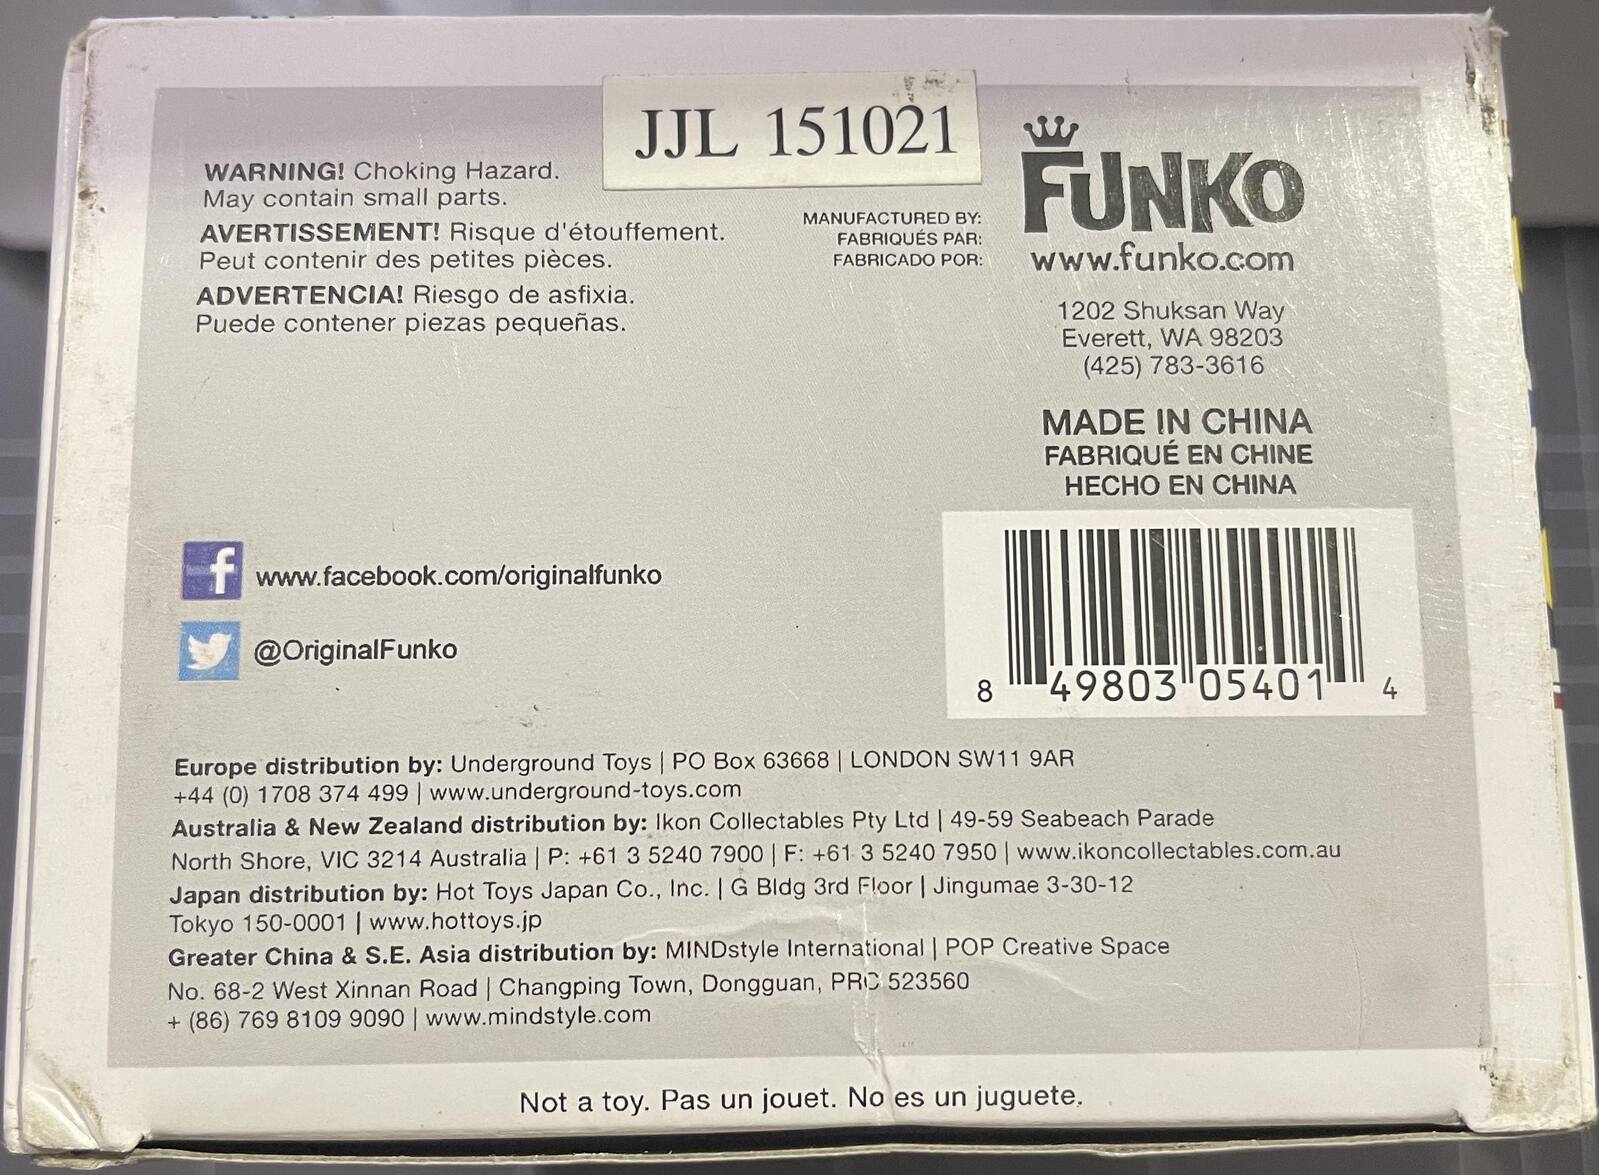 JJL 151021
WARNING! Choking Hazard.
May contain small parts.
AVERTISSEMENT! Risque d'étouffement.
Peut contenir des petites pièces.
ADVERTENCIA! Riesgo de asfixia.
Puede contener piezas pequeñas.
MANUFACTURED BY:
FABRIQUÉS PAR:
FABRICADO POR:
FUNKO
www.funko.com
1202 Shuksan Way
Everett, WA 98203
(425) 783-3616
MADE IN CHINA
FABRIQUÉ EN CHINE
HECHO EN CHINA
f www.facebook.com/originalfunko
@OriginalFunko
8 49803 05401 4
Europe distribution by: Underground Toys | PO Box 63668 | LONDON SW11 9AR
+44 (0) 1708 374 499 | www.underground-toys.com
Australia & New Zealand distribution by: Ikon Collectables Pty Ltd | 49-59 Seabeach Parade
North Shore, VIC 3214 Australia | P: +61 3 5240 7900 | F: +61 3 5240 7950 | www.ikoncollectables.com.au
Japan distribution by: Hot Toys Japan Co., Inc. | G Bldg 3rd Floor | Jingumae 3-30-12
Tokyo 150-0001 | www.hottoys.jp
Greater China & S.E. Asia distribution by: MINDstyle International | POP Creative Space
No. 68-2 West Xinnan Road | Changping Town, Dongguan, PRC 523560
+ (86) 769 8109 9090 | www.mindstyle.com
Not a toy. Pas un jouet. No es un juguete.